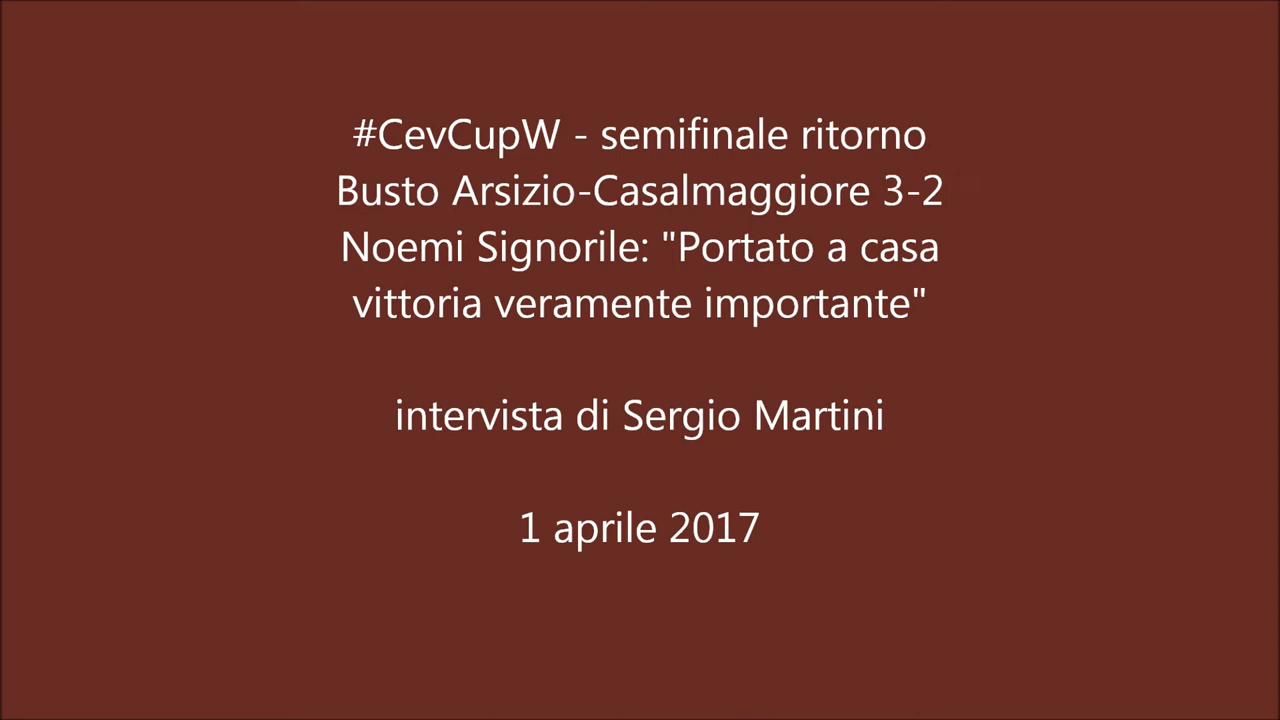 #CevCupW - semifinale ritorno
Busto Arsizio-Casalmaggiore 3-2
Noemi Signorile: "Portato a casa
vittoria veramente importante"
intervista di Sergio Martini
1 aprile 2017